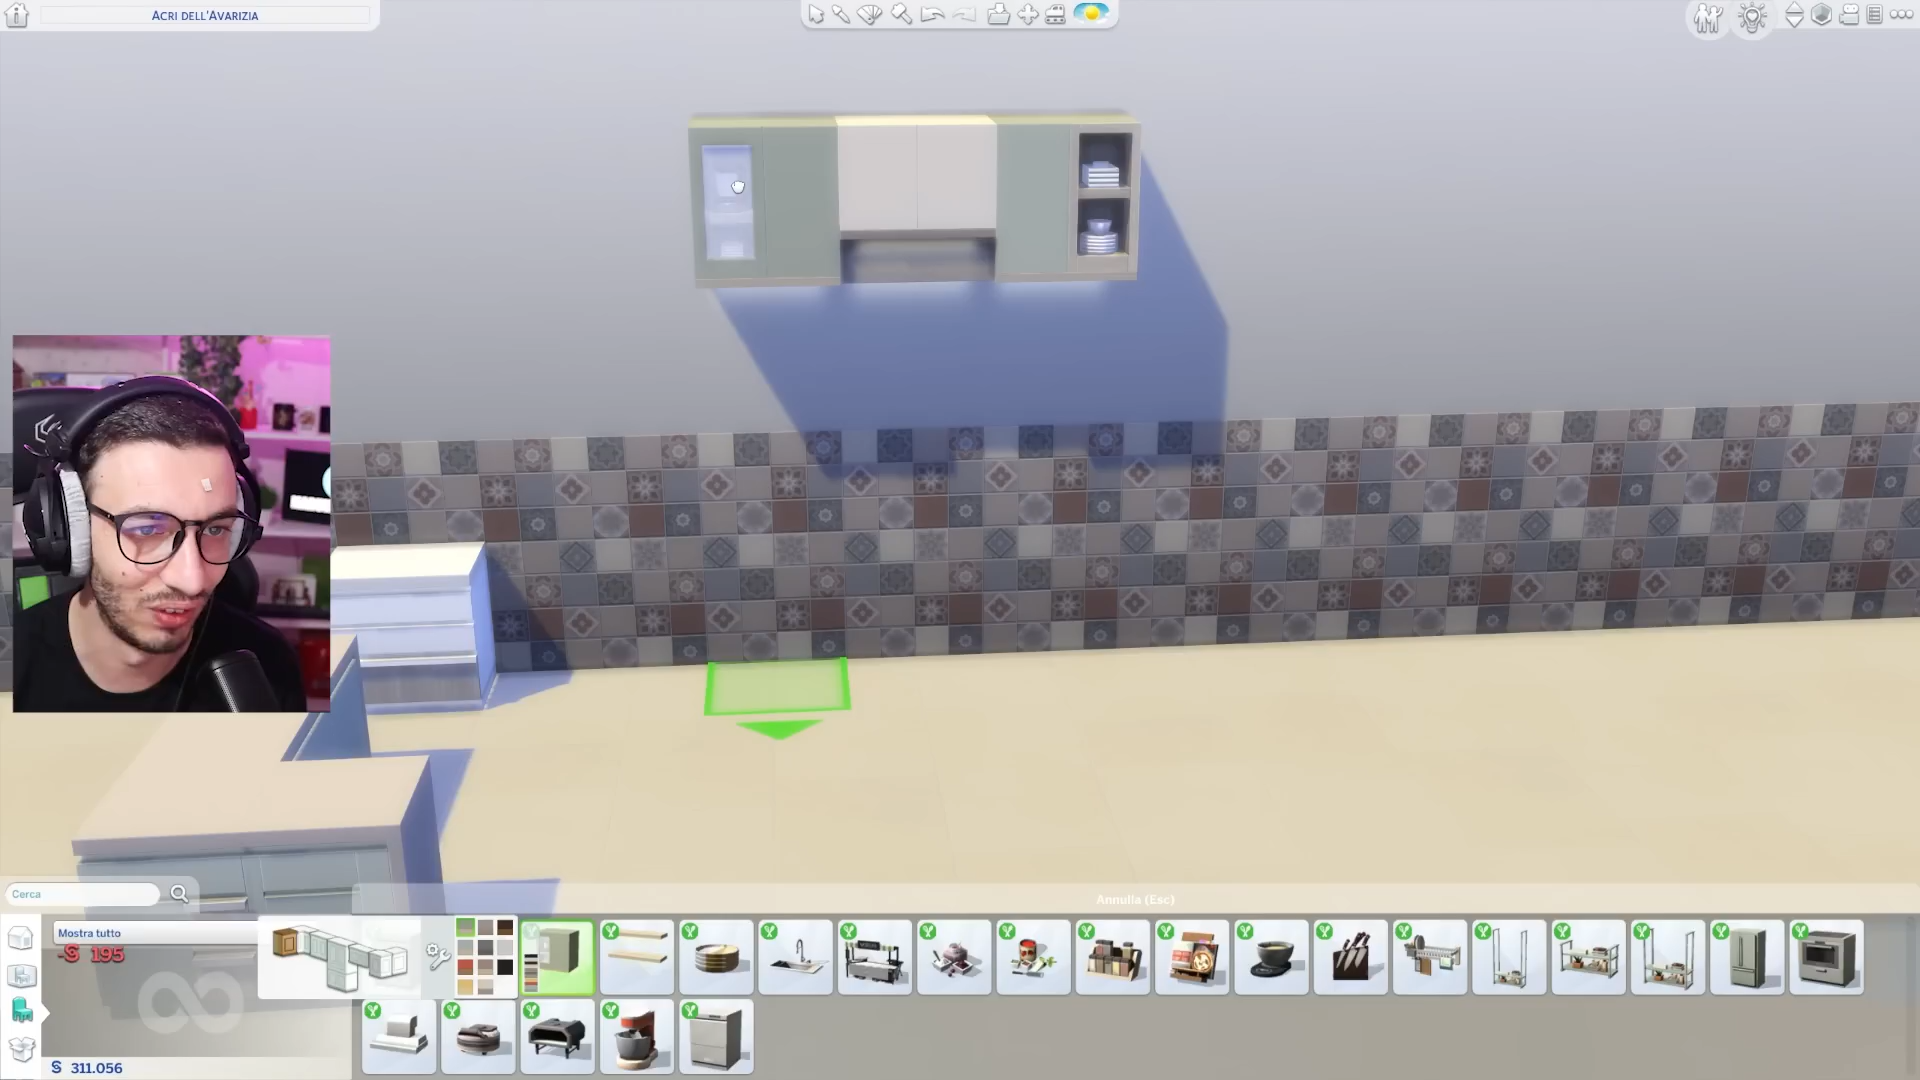 Acri dell'Avarizia
Cerca
Annulla (Esc)
Mostra tutto
-§ 195
§ 311.056